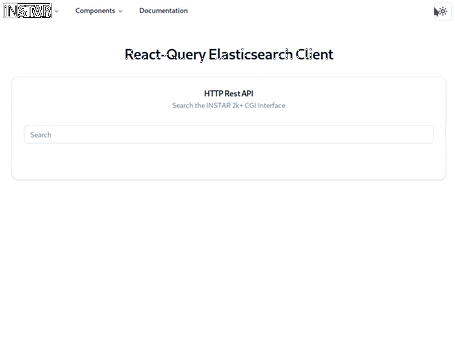 INSTAR
Components
Documentation
React-Query Elasticsearch Client
HTTP Rest API
Search the INSTAR 2k+ CGI Interface
Search